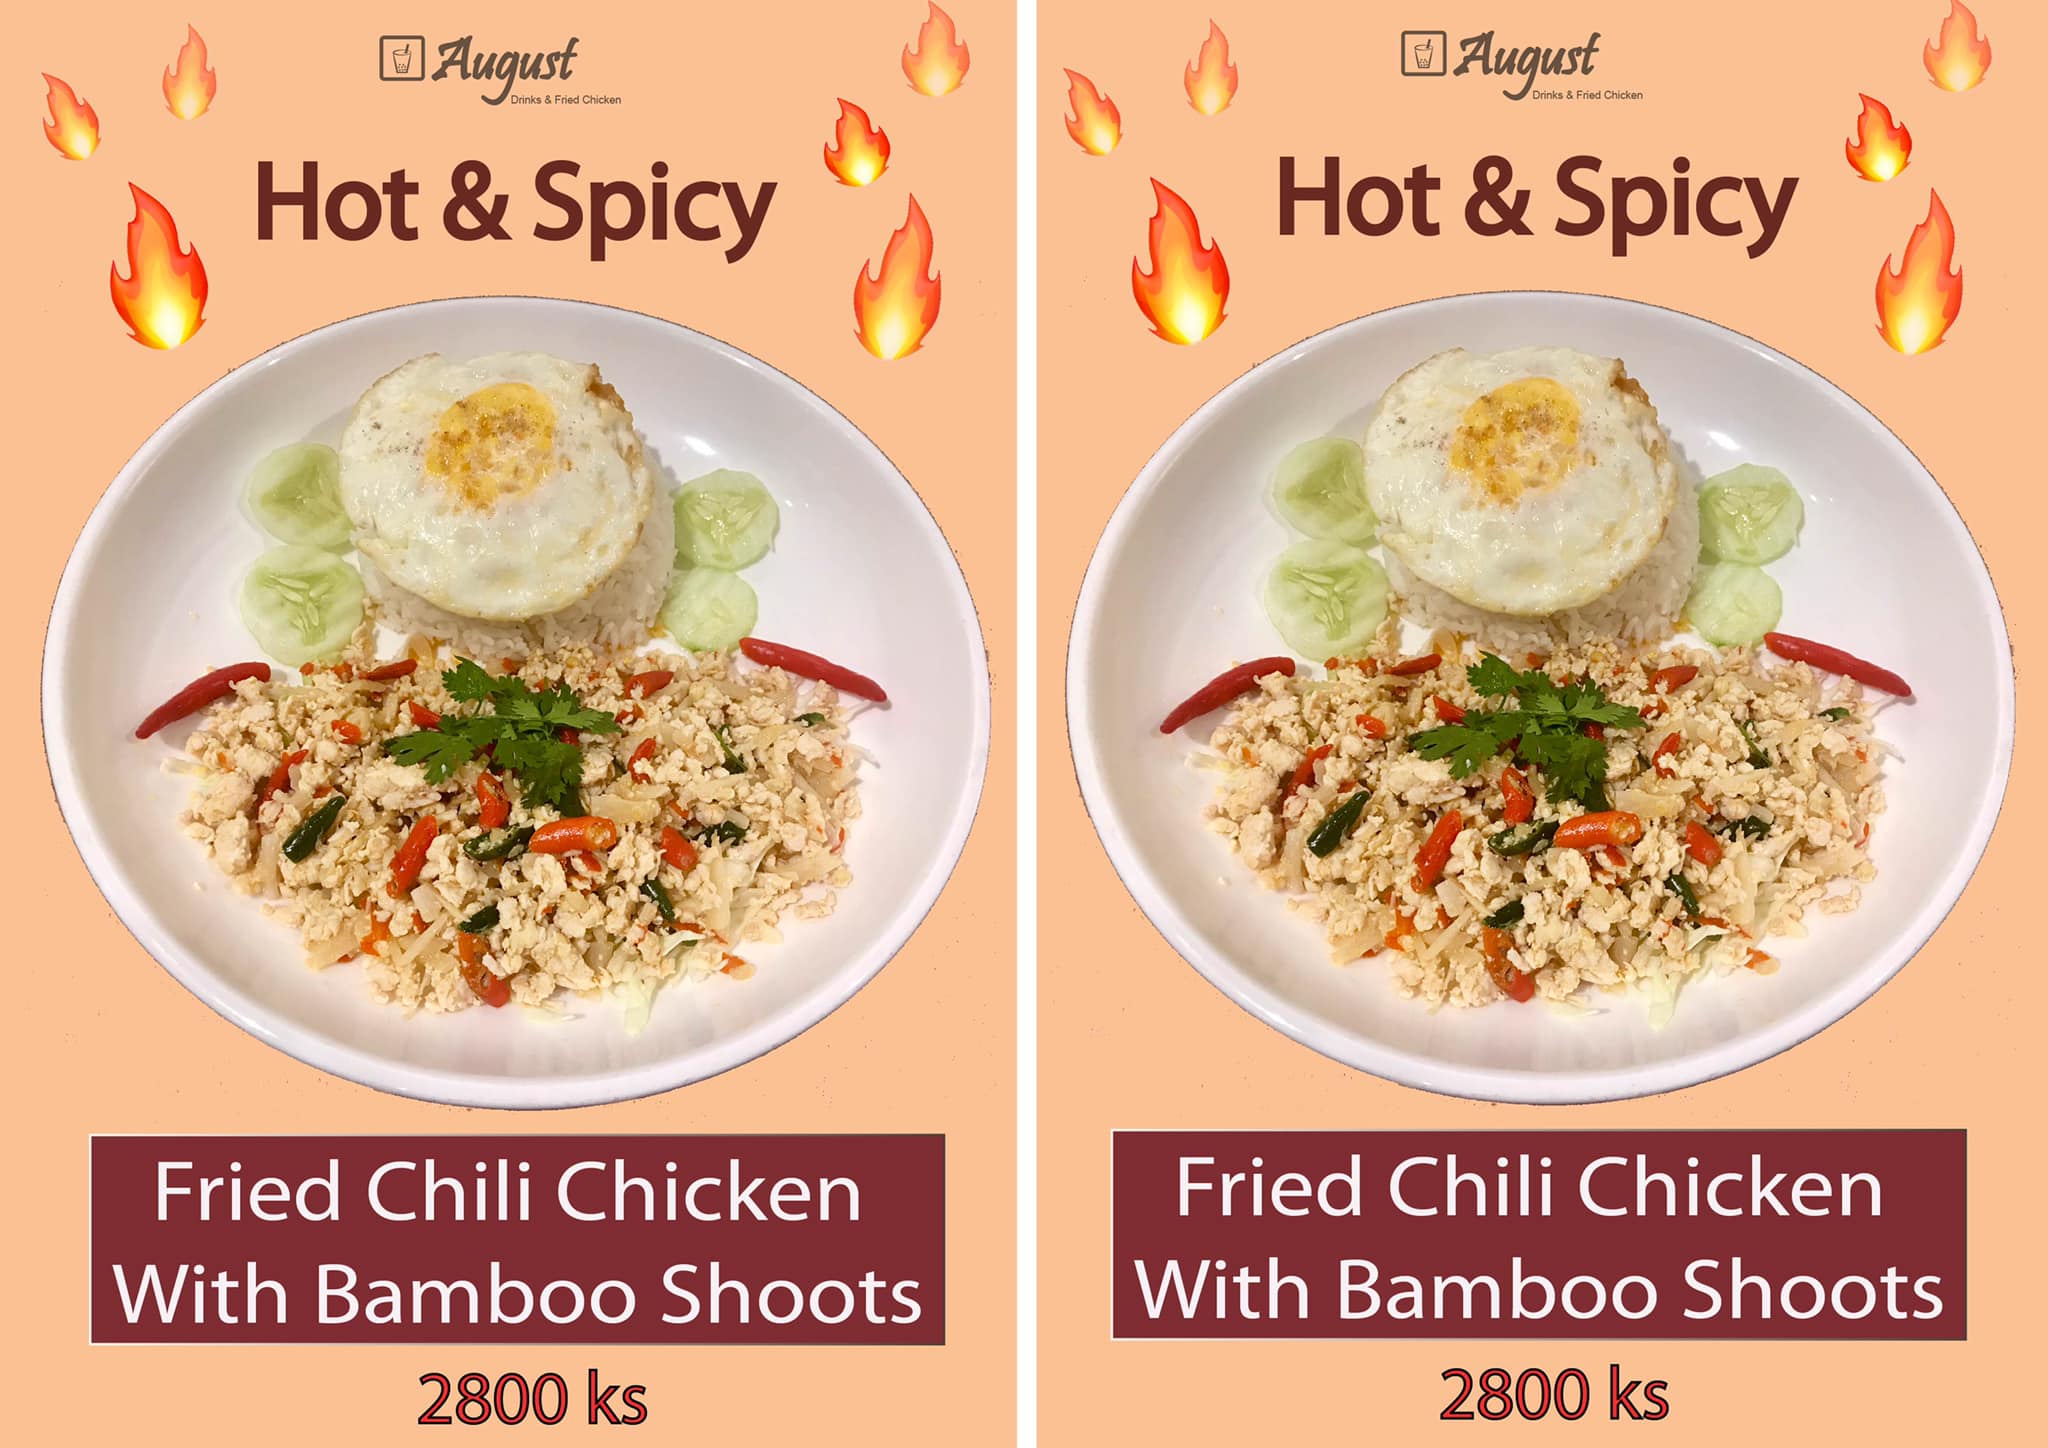 August
Drinks & Fried Chicken
Hot & Spicy
Fried Chili Chicken
With Bamboo Shoots
2800 ks
August
Drinks & Fried Chicken
Hot & Spicy
Fried Chili Chicken
With Bamboo Shoots
2800 ks